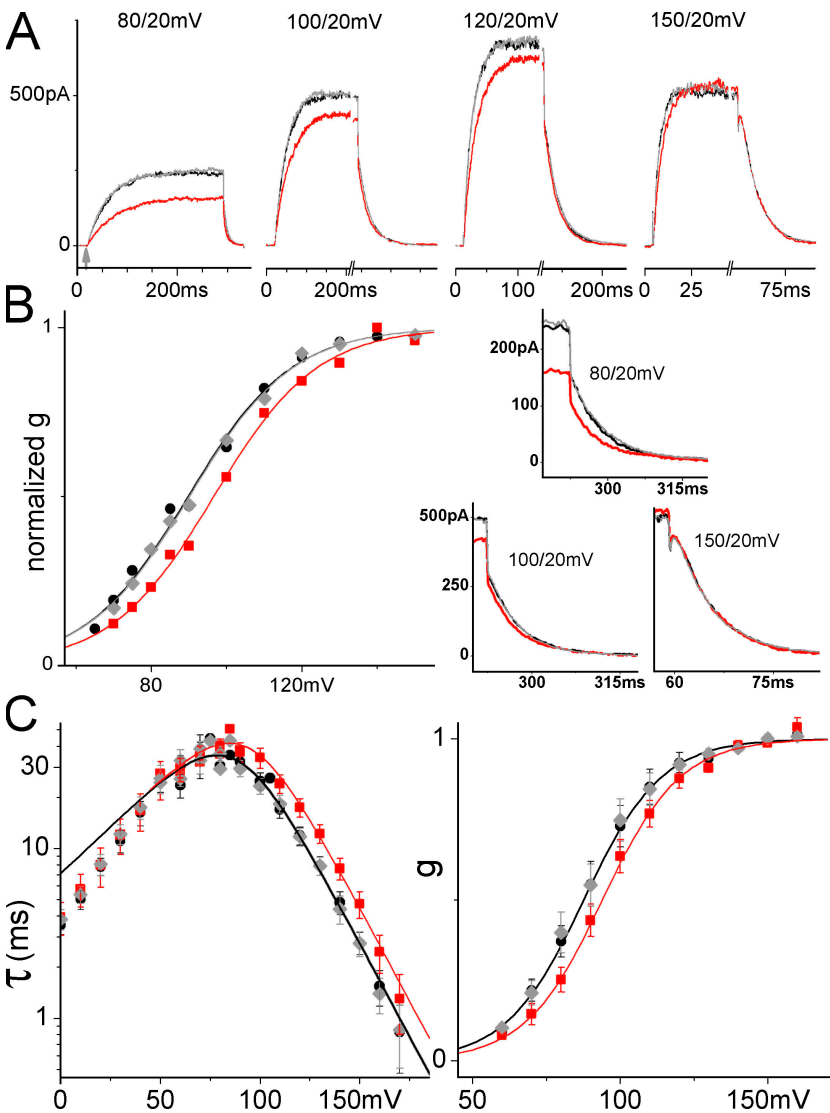 A
80/20mV 100/20mV 120/20mV 150/20mV
500pA
0
0 200ms 0 200ms 0 100 200ms 0 25 75ms
B
1
normalized g
0
80 120mV
200pA
100
0
80/20mV
300 315ms
500pA
250
0
100/20mV
300 315ms
150/20mV
60 75ms
C
30
10
1
τ (ms)
0 50 100 150mV
1
g
0
50 100 150mV